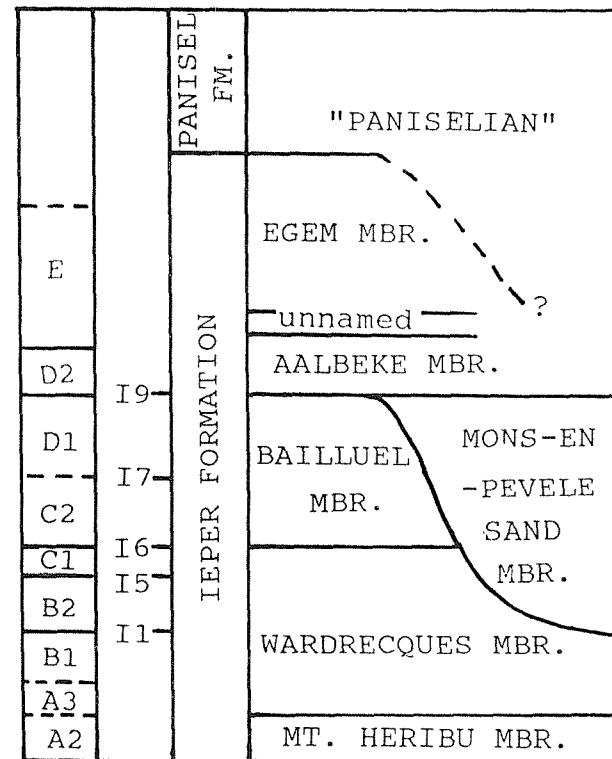 PANISEL FM.
"PANISELIAN"
EGEM MBR.
E
?
unnamed
AALBEKE MBR.
D2
I9
D1
BAILLUEL
MBR.
MONS-EN
-PEVELE
SAND
MBR.
I7
C2
IEPER FORMATION
I6
C1
I5
B2
I1
WARDRECQUES MBR.
B1
A3
A2
MT. HERIBU MBR.